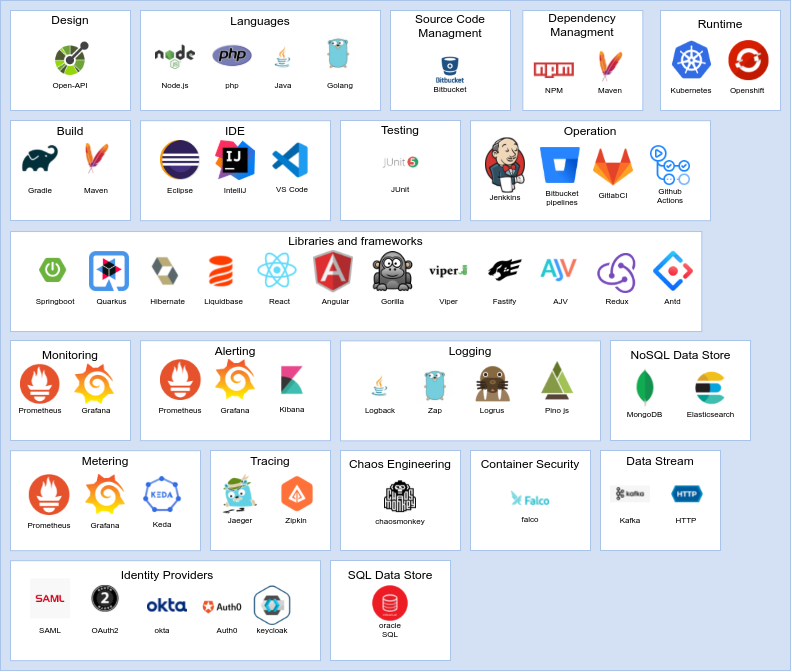 Design
Open-API
Languages
node
JS
php
Java
Node.js
php
Java
Golang
Source Code
Managment
Bitbucket
Bitbucket
Dependency
Managment
npm
NPM
Maven
Runtime
Kubernetes
Openshift
Build
Gradle
Maven
IDE
IJ
Eclipse
IntelliJ
VS Code
Testing
JUnit 5
JUnit
Operation
Jenkkins
Bitbucket
pipelines
GitlabCI
Github
Actions
Libraries and frameworks
viper
AJV
Springboot
Quarkus
Hibernate
Liquidbase
React
Angular
Gorilla
Viper
Fastify
AJV
Redux
Antd
Monitoring
Prometheus
Grafana
Alerting
Prometheus
Grafana
Kibana
Logging
Logback
Zap
Logrus
Pino js
NoSQL Data Store
MongoDB
Elasticsearch
Metering
KEDA
Prometheus
Grafana
Keda
Tracing
Jaeger
Zipkin
Chaos Engineering
chaosmonkey
Container Security
Falco
falco
Data Stream
kafka
HTTP
Kafka
HTTP
Identity Providers
SAML
2
okta
Auth0
SAML
OAuth2
okta
Auth0
keycloak
SQL Data Store
oracle
SQL